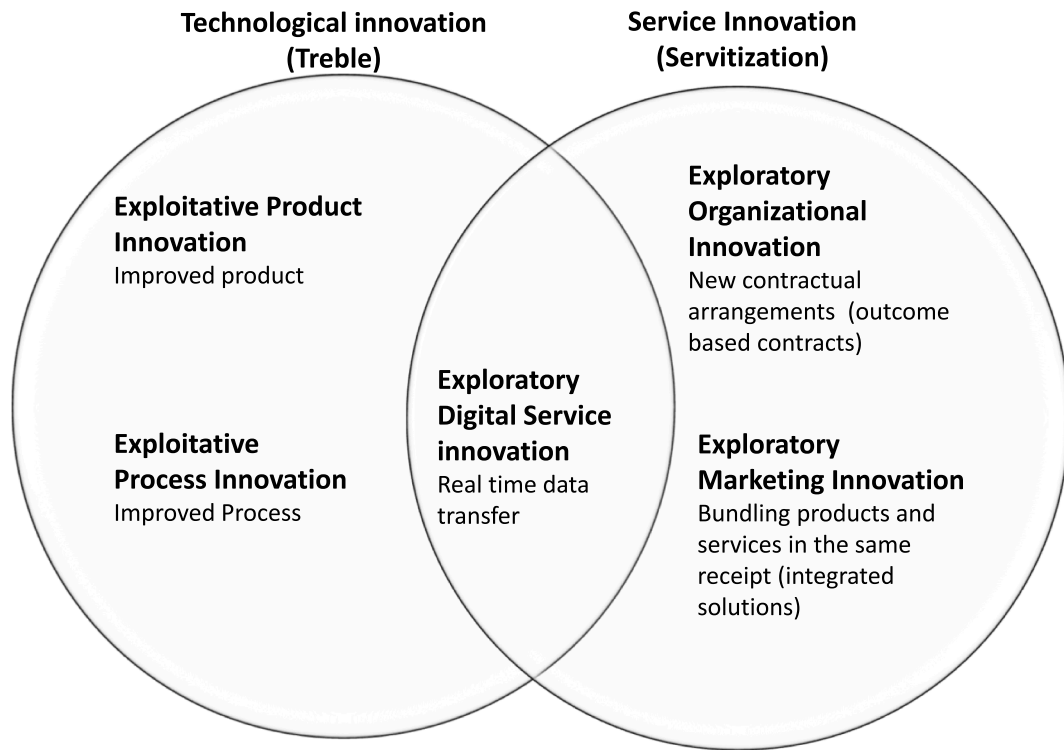 Technological innovation
(Treble)
Service Innovation
(Servitization)
Exploitative Product
Innovation
Improved product
Exploitative
Process Innovation
Improved Process
Exploratory
Digital Service
innovation
Real time data
transfer
Exploratory
Organizational
Innovation
New contractual
arrangements  (outcome
based contracts)
Exploratory
Marketing Innovation
Bundling products and
services in the same
receipt (integrated
solutions)